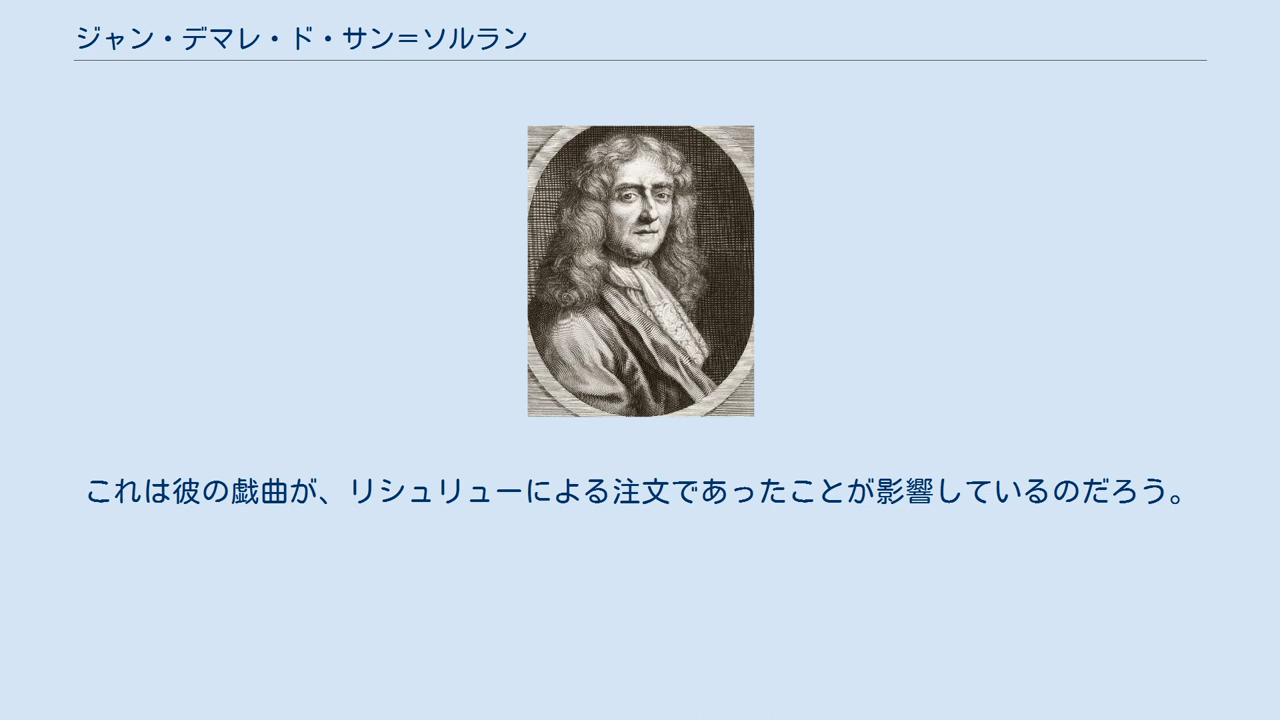 ジャン・デマレ・ド・サン＝ソルラン
これは彼の戯曲が、リシュリューによる注文であったことが影響しているのだろう。